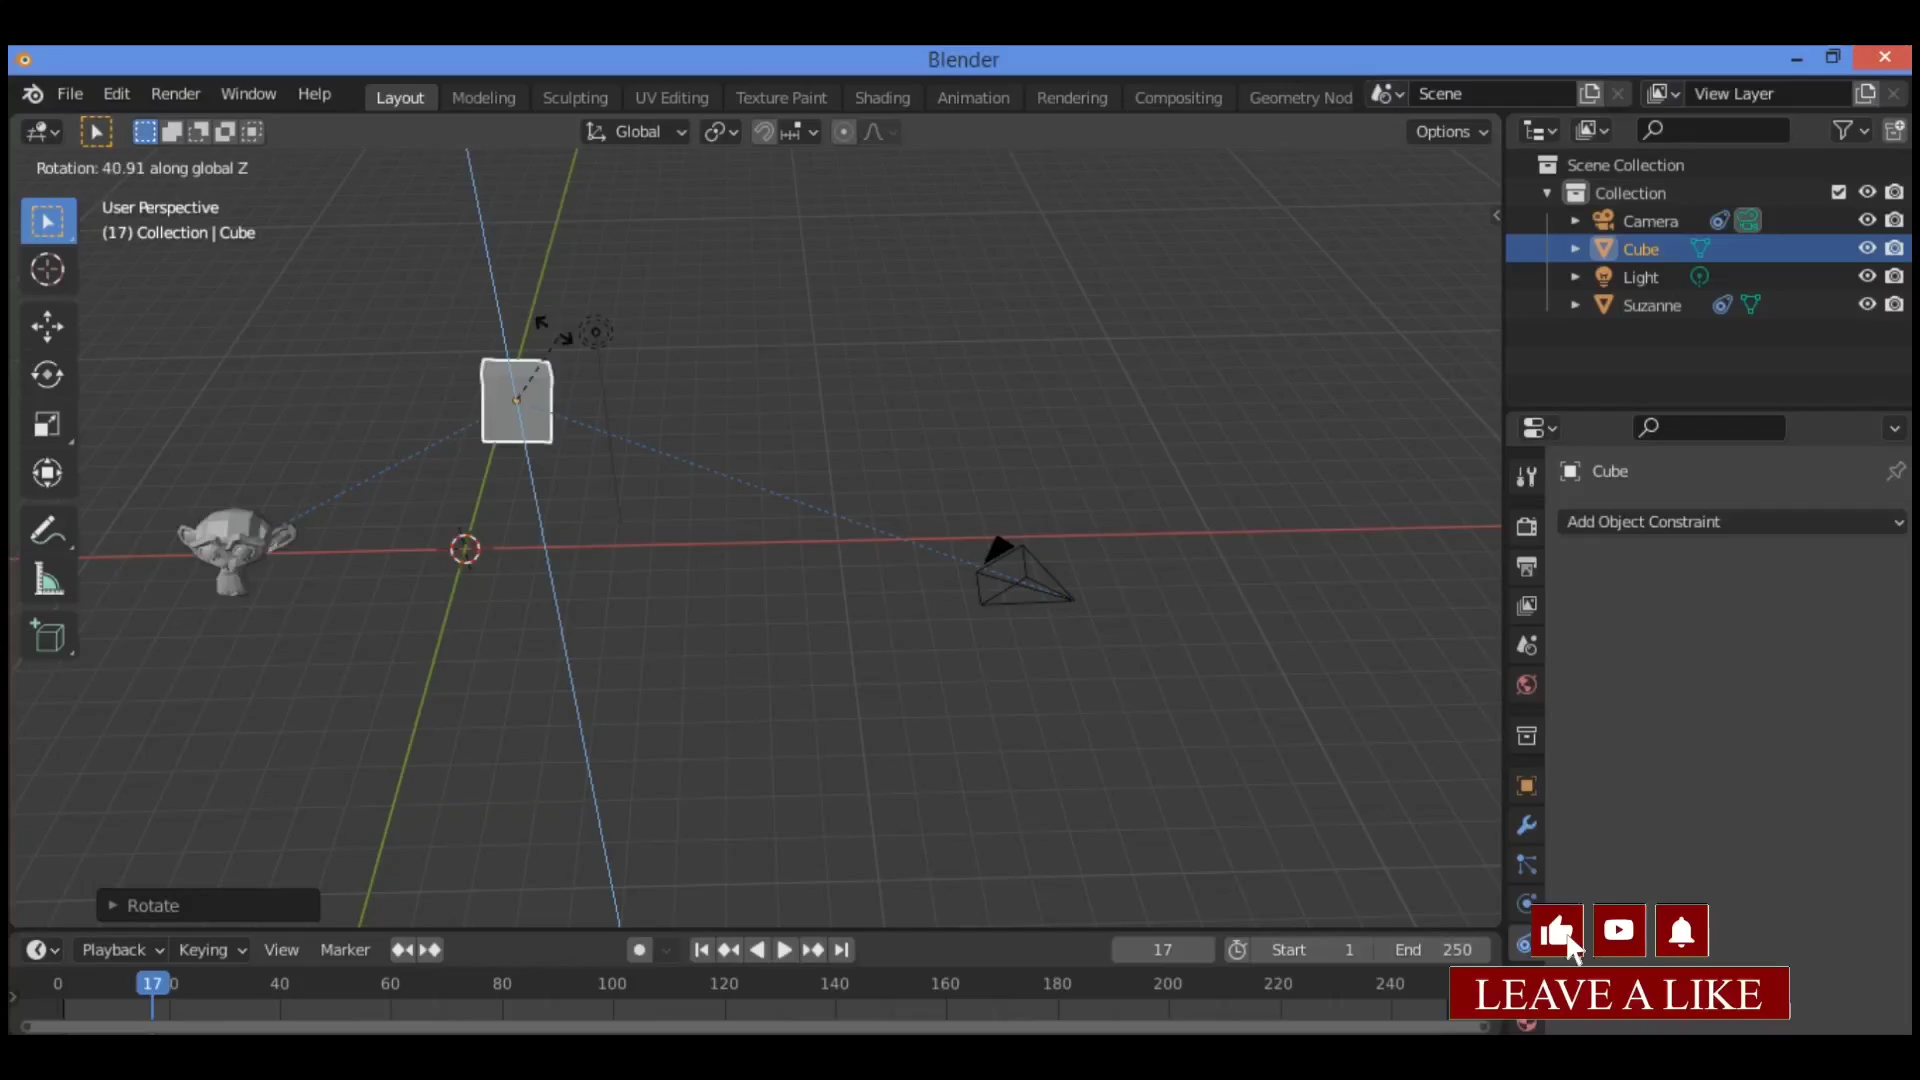 Blender
File Edit Render Window Help Layout Modeling Sculpting UV Editing Texture Paint Shading Animation Rendering Compositing Geometry Nod Scene View Layer
Global Options
Rotation: 40.91 along global Z
User Perspective
(17) Collection | Cube
Scene Collection
Collection
Camera
Cube
Light
Suzanne
Cube
Add Object Constraint
Rotate
Playback Keying View Marker 17 Start 1 End 250
0 17 0 40 60 80 100 120 140 160 180 200 220 240
LEAVE A LIKE